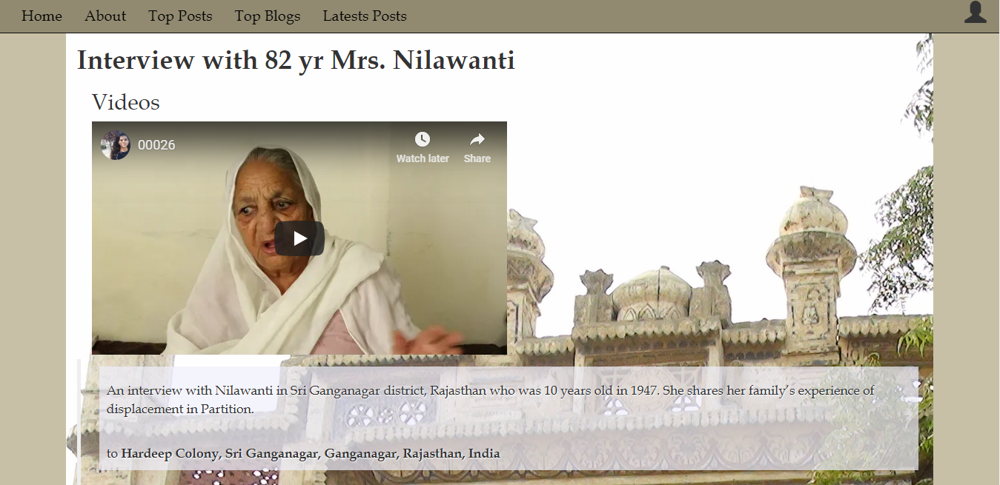 Home About Top Posts Top Blogs Latests Posts
Interview with 82 yr Mrs. Nilawanti
Videos
00026
Watch later Share
An interview with Nilawanti in Sri Ganganagar district, Rajasthan who was 10 years old in 1947. She shares her family’s experience of
displacement in Partition.
to Hardeep Colony, Sri Ganganagar, Ganganagar, Rajasthan, India